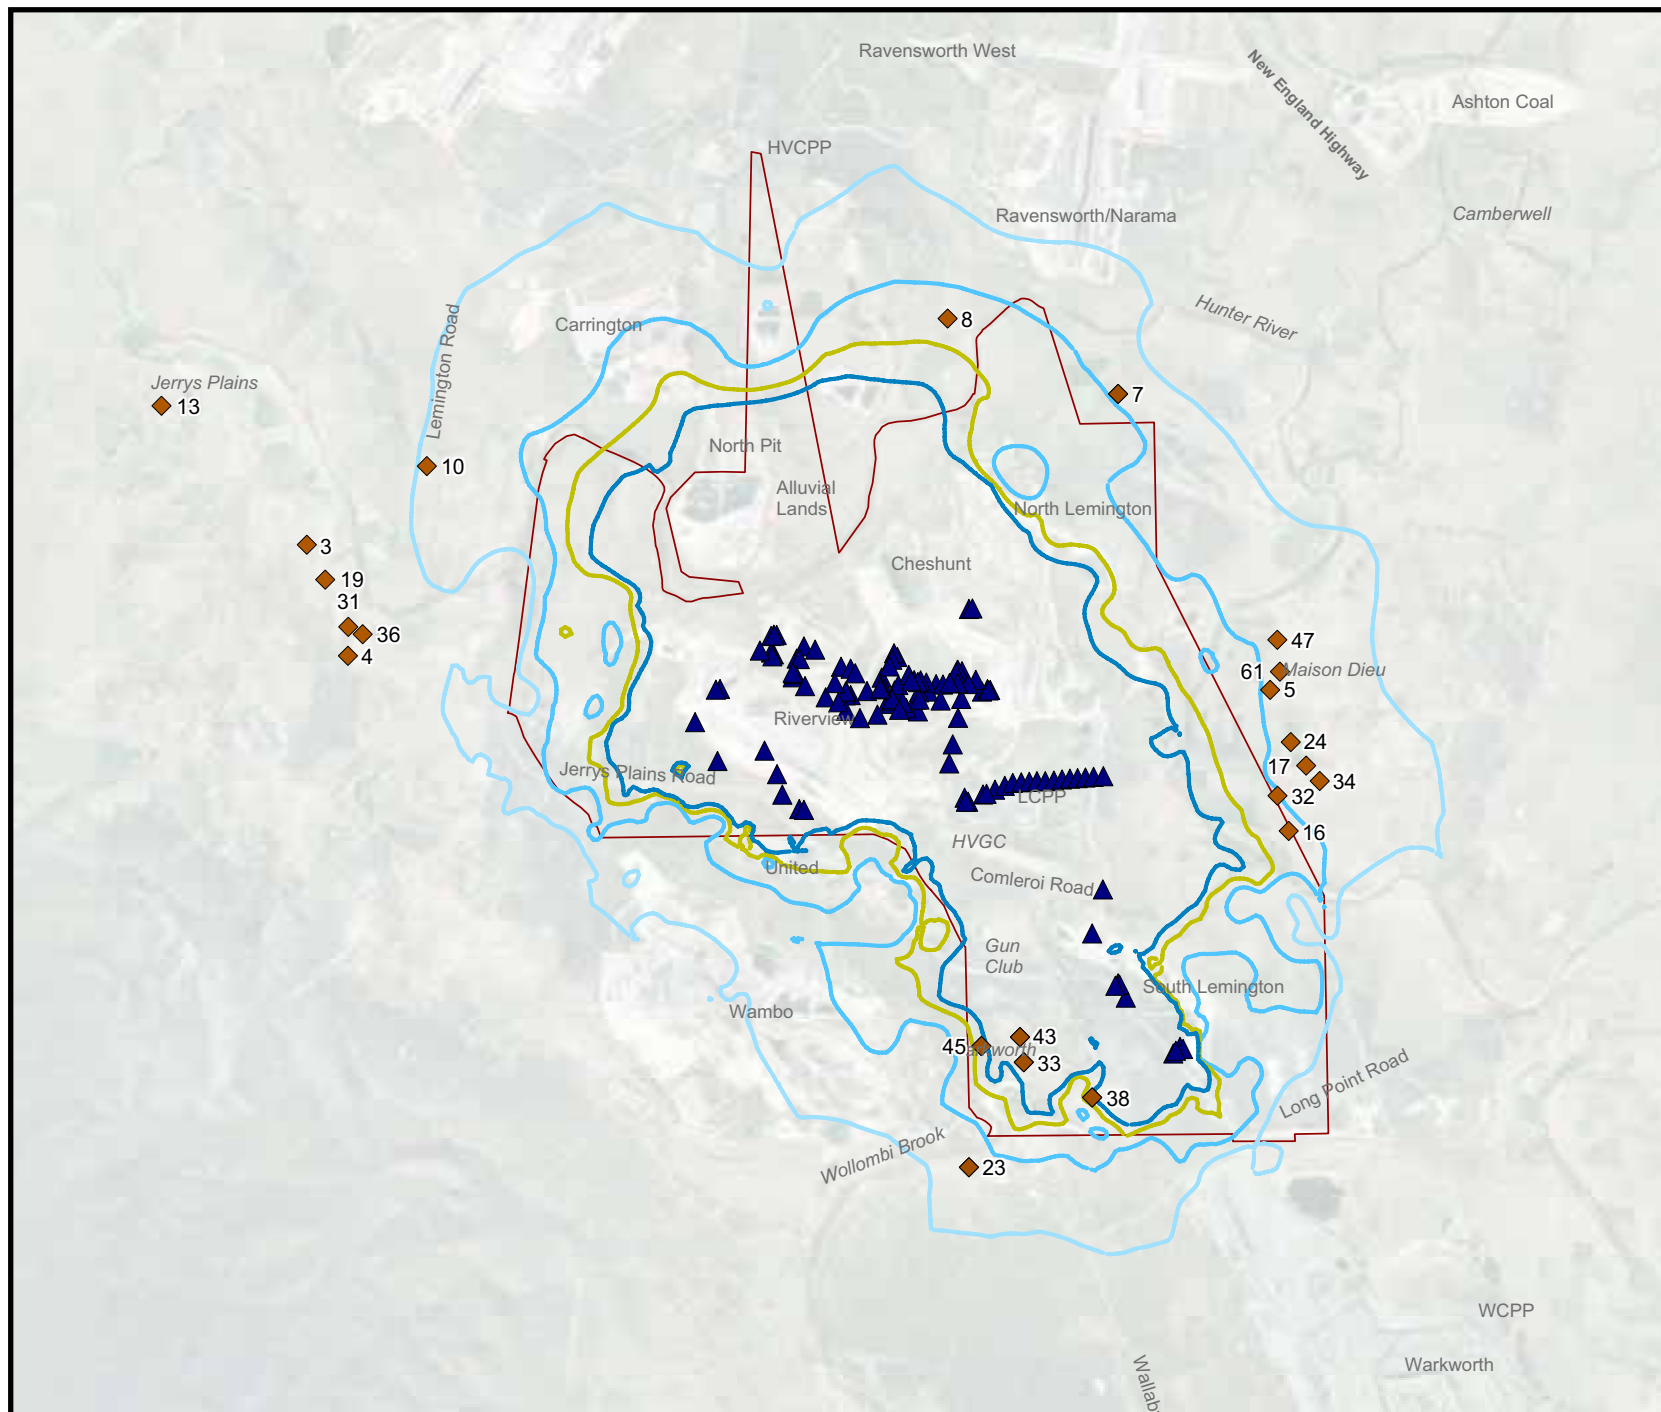 Ravensworth West
New England Highway
Ashton Coal
HVCPP
Ravensworth/Narama
Camberwell
Hunter River
Carrington
8
Lemington Road
Jerrys Plains
13
7
10
North Pit
Alluvial
Lands
North Lemington
3
Cheshunt
19
31
36
4
47
61
Maison Dieu
5
Riverview
24
17
34
Jerrys Plains Road
LCPP
32
16
HVGC
United
Comleroi Road
Gun
Club
South Lemington
Wambo
43
45
33
Long Point Road
38
Wollombi Brook
23
WCPP
Warkworth